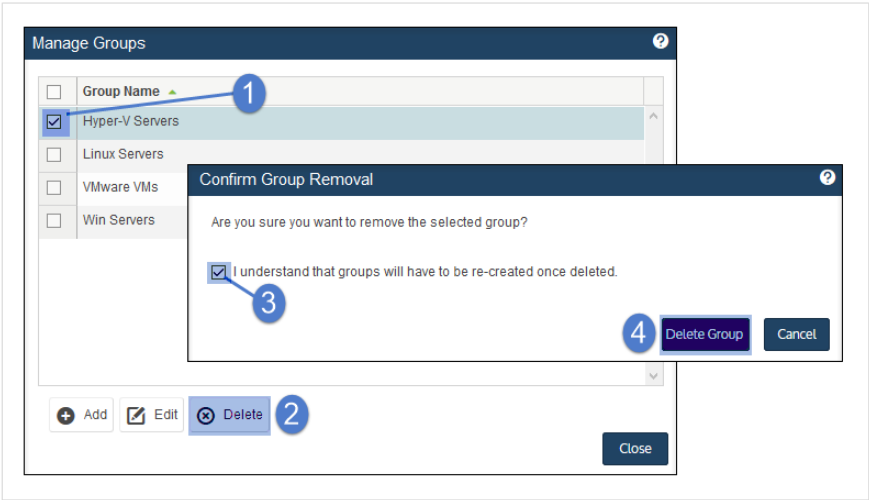 Manage Groups
?
Group Name
1
Hyper-V Servers
Linux Servers
VMware VMs
Win Servers
Confirm Group Removal
?
Are you sure you want to remove the selected group?
I understand that groups will have to be re-created once deleted.
3
4
Delete Group
Cancel
Add
Edit
Delete
2
Close